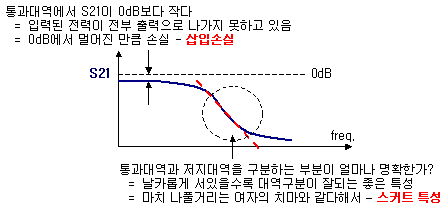 통과대역에서 S21이 0dB보다 작다
= 입력된 전력이 전부 출력으로 나가지 못하고 있음
= 0dB에서 멀어진 만큼 손실 - 삽입손실
S21
0dB
freq.
통과대역과 저지대역을 구분하는 부분이 얼마나 명확한가?
= 날카롭게 서있을수록 대역구분이 잘되는 좋은 특성
= 마치 나풀거리는 여자의 치마와 같다해서 - 스커트 특성